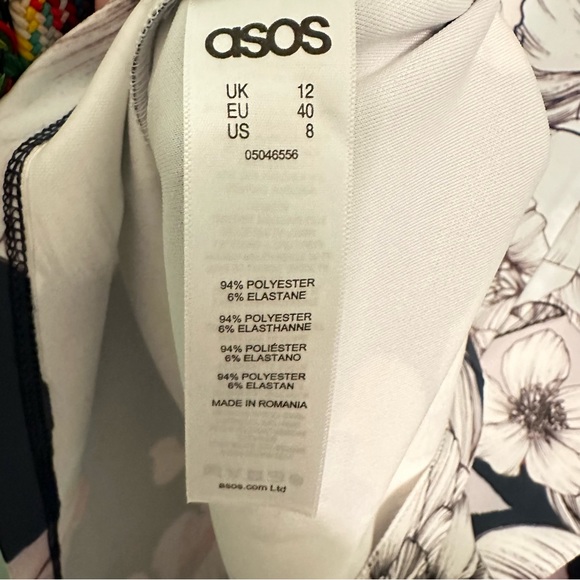 asos
UK 12
EU 40
US 8
05046556
94% POLYESTER
6% ELASTANE
94% POLYESTER
6% ELASTHANNE
94% POLIÉSTER
6% ELASTANO
94% POLYESTER
6% ELASTAN
MADE IN ROMANIA
asos.com Ltd